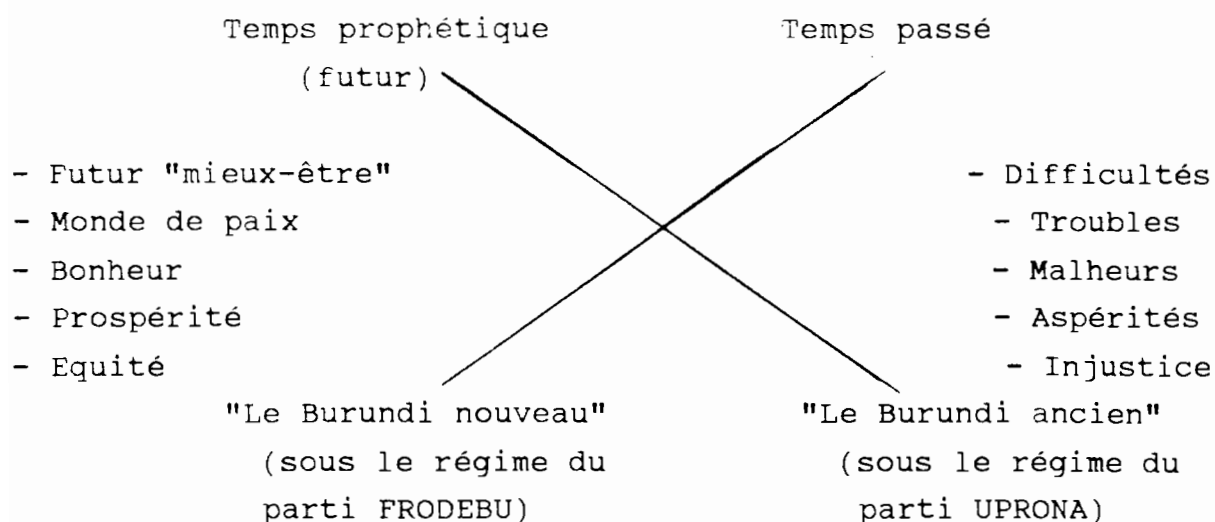 Temps prophétique Temps passé
(futur)
- Futur "mieux-être" - Difficultés
- Monde de paix - Troubles
- Bonheur - Malheurs
- Prospérité - Aspérités
- Equité - Injustice
"Le Burundi nouveau" "Le Burundi ancien"
(sous le régime du (sous le régime du
parti FRODEBU) parti UPRONA)